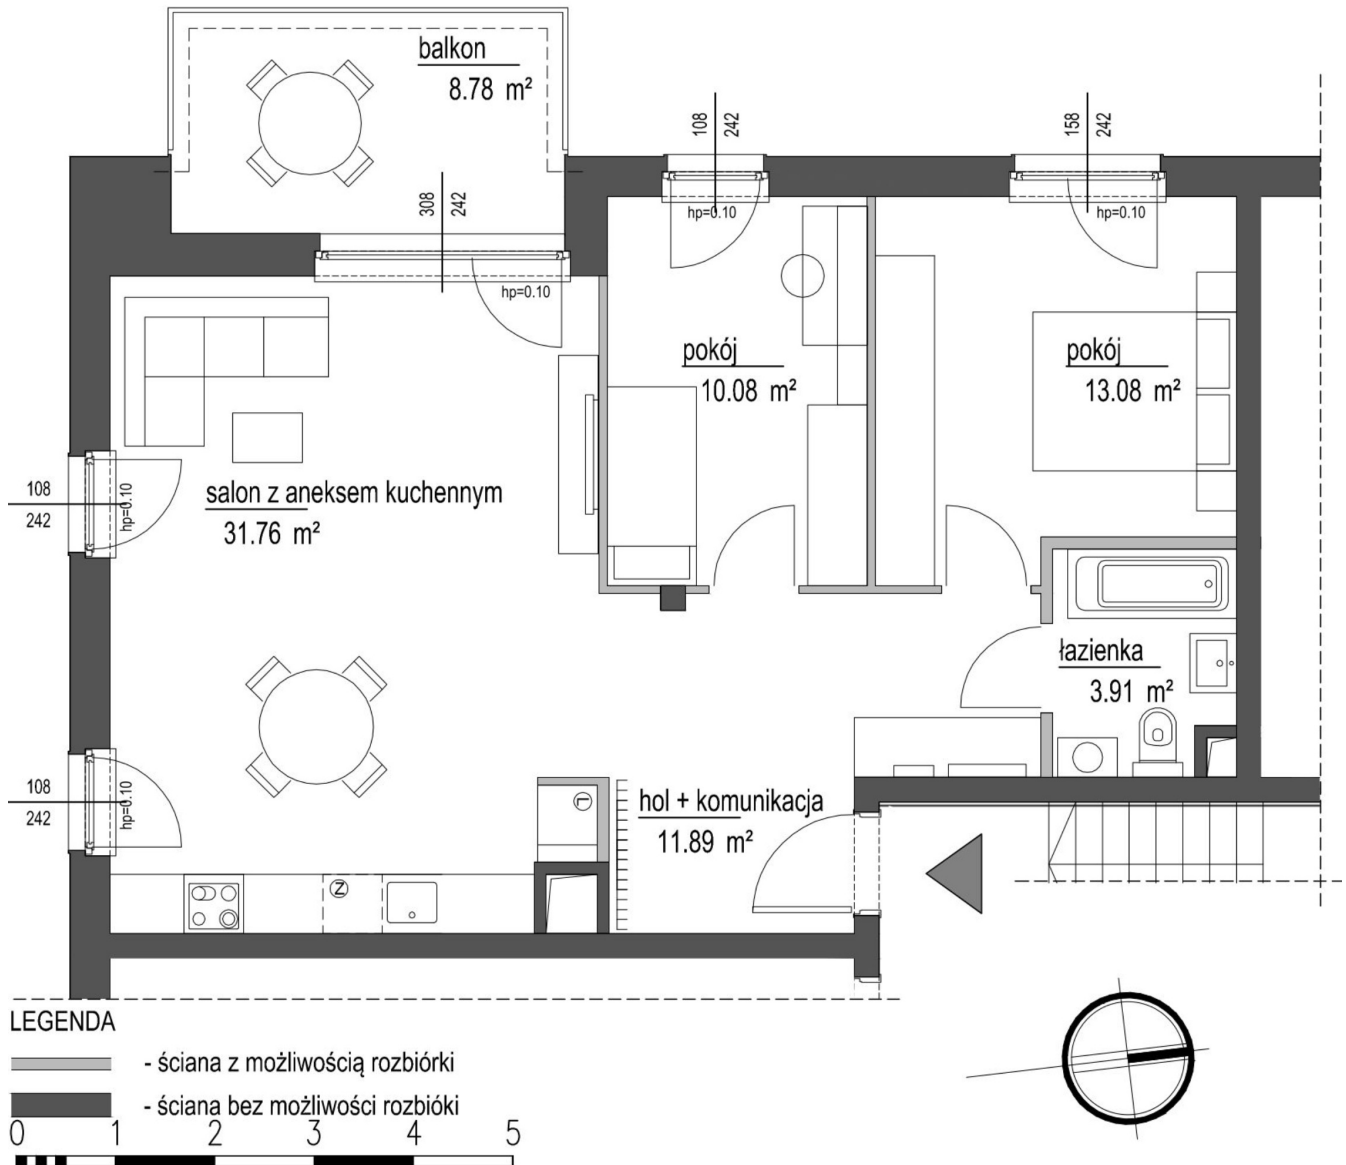 balkon
8.78 m²
108
242
158
242
308
242
hp=0.10
hp=0.10
hp=0.10
pokój
10.08 m²
pokój
13.08 m²
108
242
hp=0.10
salon z aneksem kuchennym
31.76 m²
łazienka
3.91 m²
108
242
hp=0.10
L
hol + komunikacja
11.89 m²
Z
LEGENDA
- ściana z możliwością rozbiórki
- ściana bez możliwości rozbióki
0 1 2 3 4 5